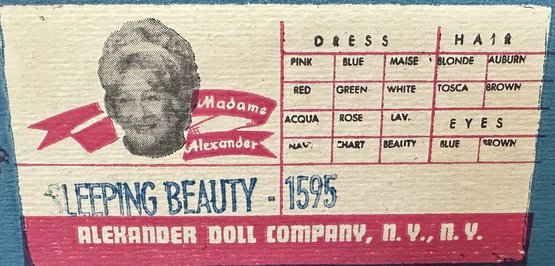 DRESS HAIR
PINK BLUE MAISE BLONDE AUBURN
RED GREEN WHITE TOSCA BROWN
Madame
ACQUA ROSE LAV. EYES
Alexander
NAV. CHART. BEAUTY BLUE BROWN
SLEEPING BEAUTY - 1595
ALEXANDER DOLL COMPANY, N.Y., N.Y.